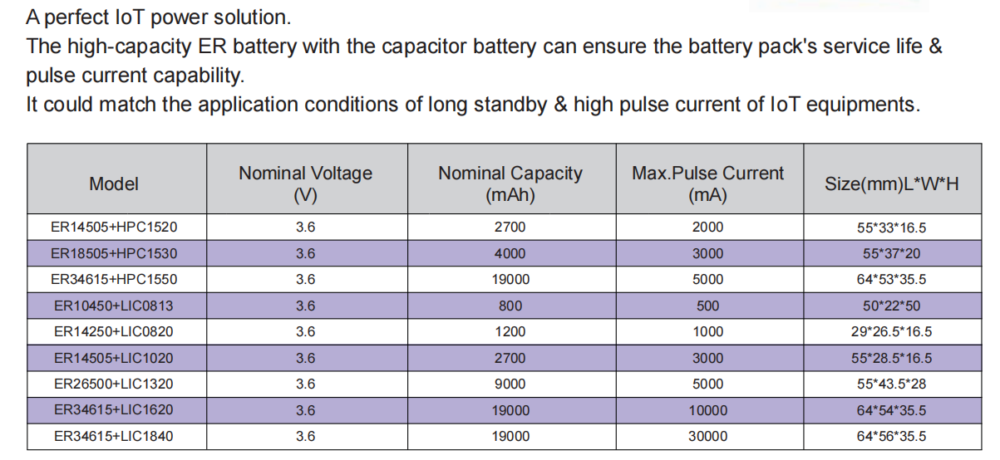 A perfect IoT power solution.
The high-capacity ER battery with the capacitor battery can ensure the battery pack's service life &
pulse current capability.
It could match the application conditions of long standby & high pulse current of IoT equipments.
Model Nominal Voltage (V) Nominal Capacity (mAh) Max.Pulse Current (mA) Size(mm)L*W*H
ER14505+HPC1520 3.6 2700 2000 55*33*16.5
ER18505+HPC1530 3.6 4000 3000 55*37*20
ER34615+HPC1550 3.6 19000 5000 64*53*35.5
ER10450+LIC0813 3.6 800 500 50*22*50
ER14250+LIC0820 3.6 1200 1000 29*26.5*16.5
ER14505+LIC1020 3.6 2700 3000 55*28.5*16.5
ER26500+LIC1320 3.6 9000 5000 55*43.5*28
ER34615+LIC1620 3.6 19000 10000 64*54*35.5
ER34615+LIC1840 3.6 19000 30000 64*56*35.5